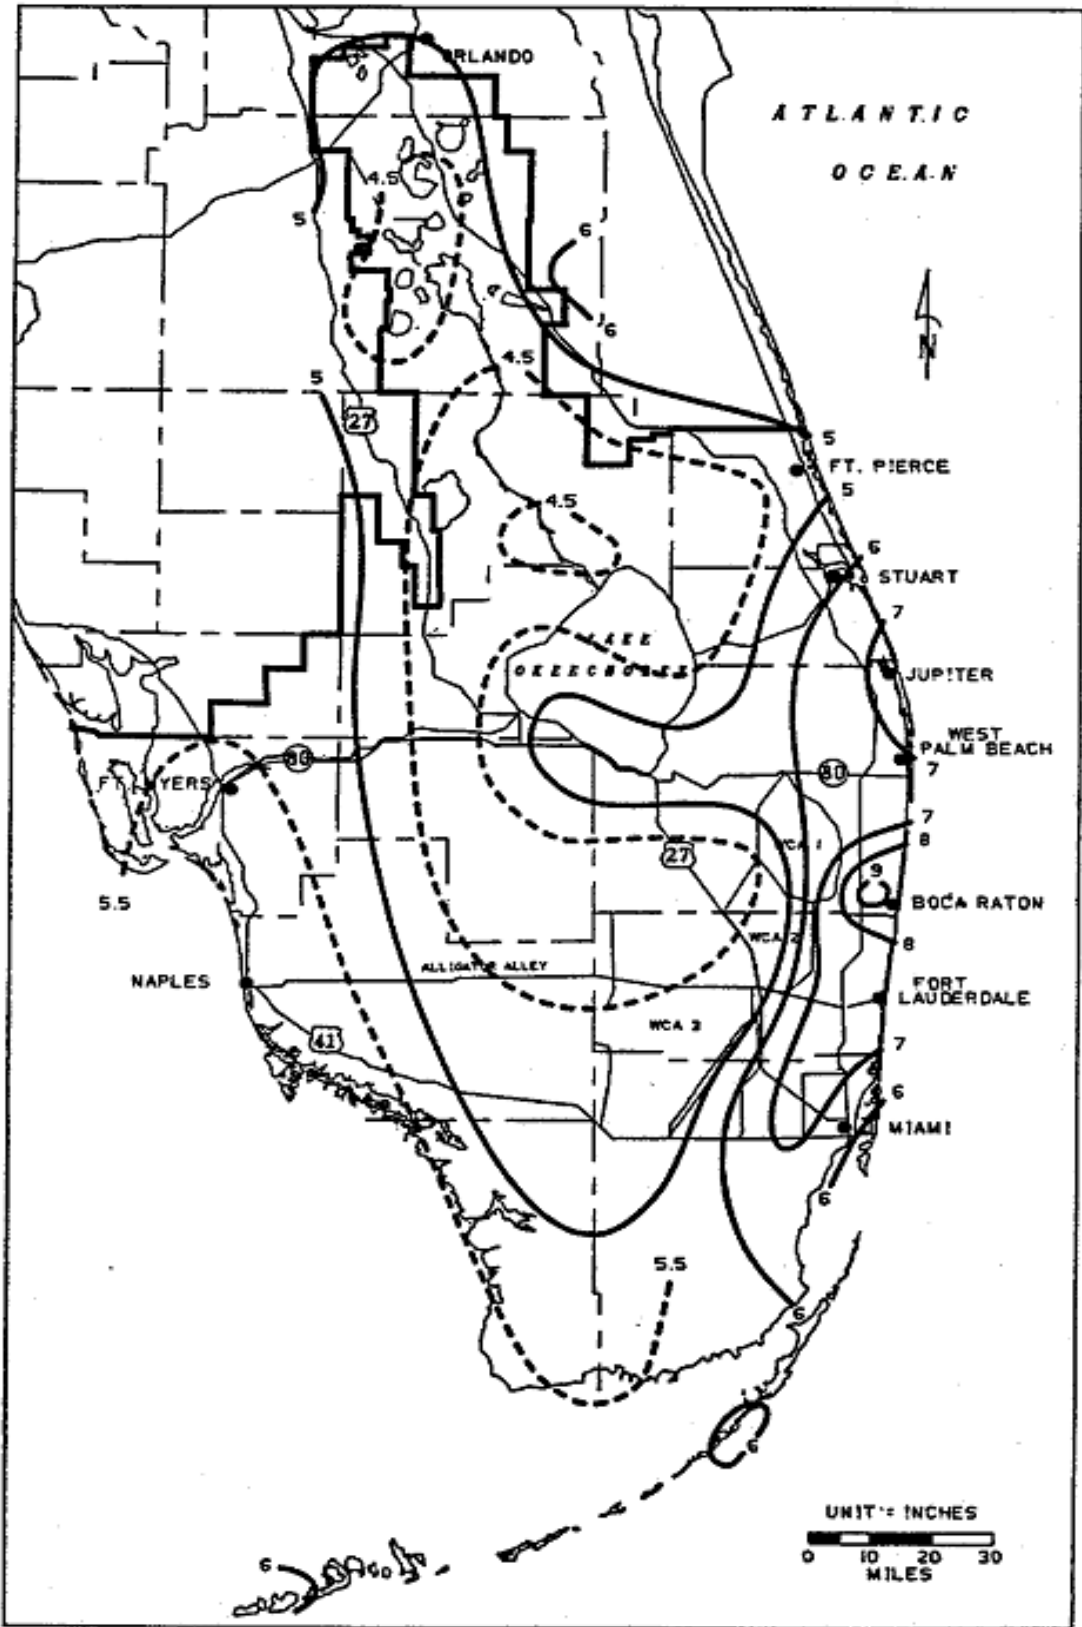 ORLANDO
ATLANTIC
OCEAN
4.5
5
6
6
4.5
5
27
5
FT. PIERCE
5
4.5
6
STUART
7
LAKE
OKEECHOBEE
JUPITER
WEST
PALM BEACH
7
80
80
FT. MYERS
7
8
WCA 1
27
9
5.5
BOCA RATON
WCA 2
8
ALLIGATOR ALLEY
NAPLES
FORT
LAUDERDALE
WCA 3
41
7
6
MIAMI
6
5.5
6
6
UNIT = INCHES
0 10 20 30
MILES
6
N